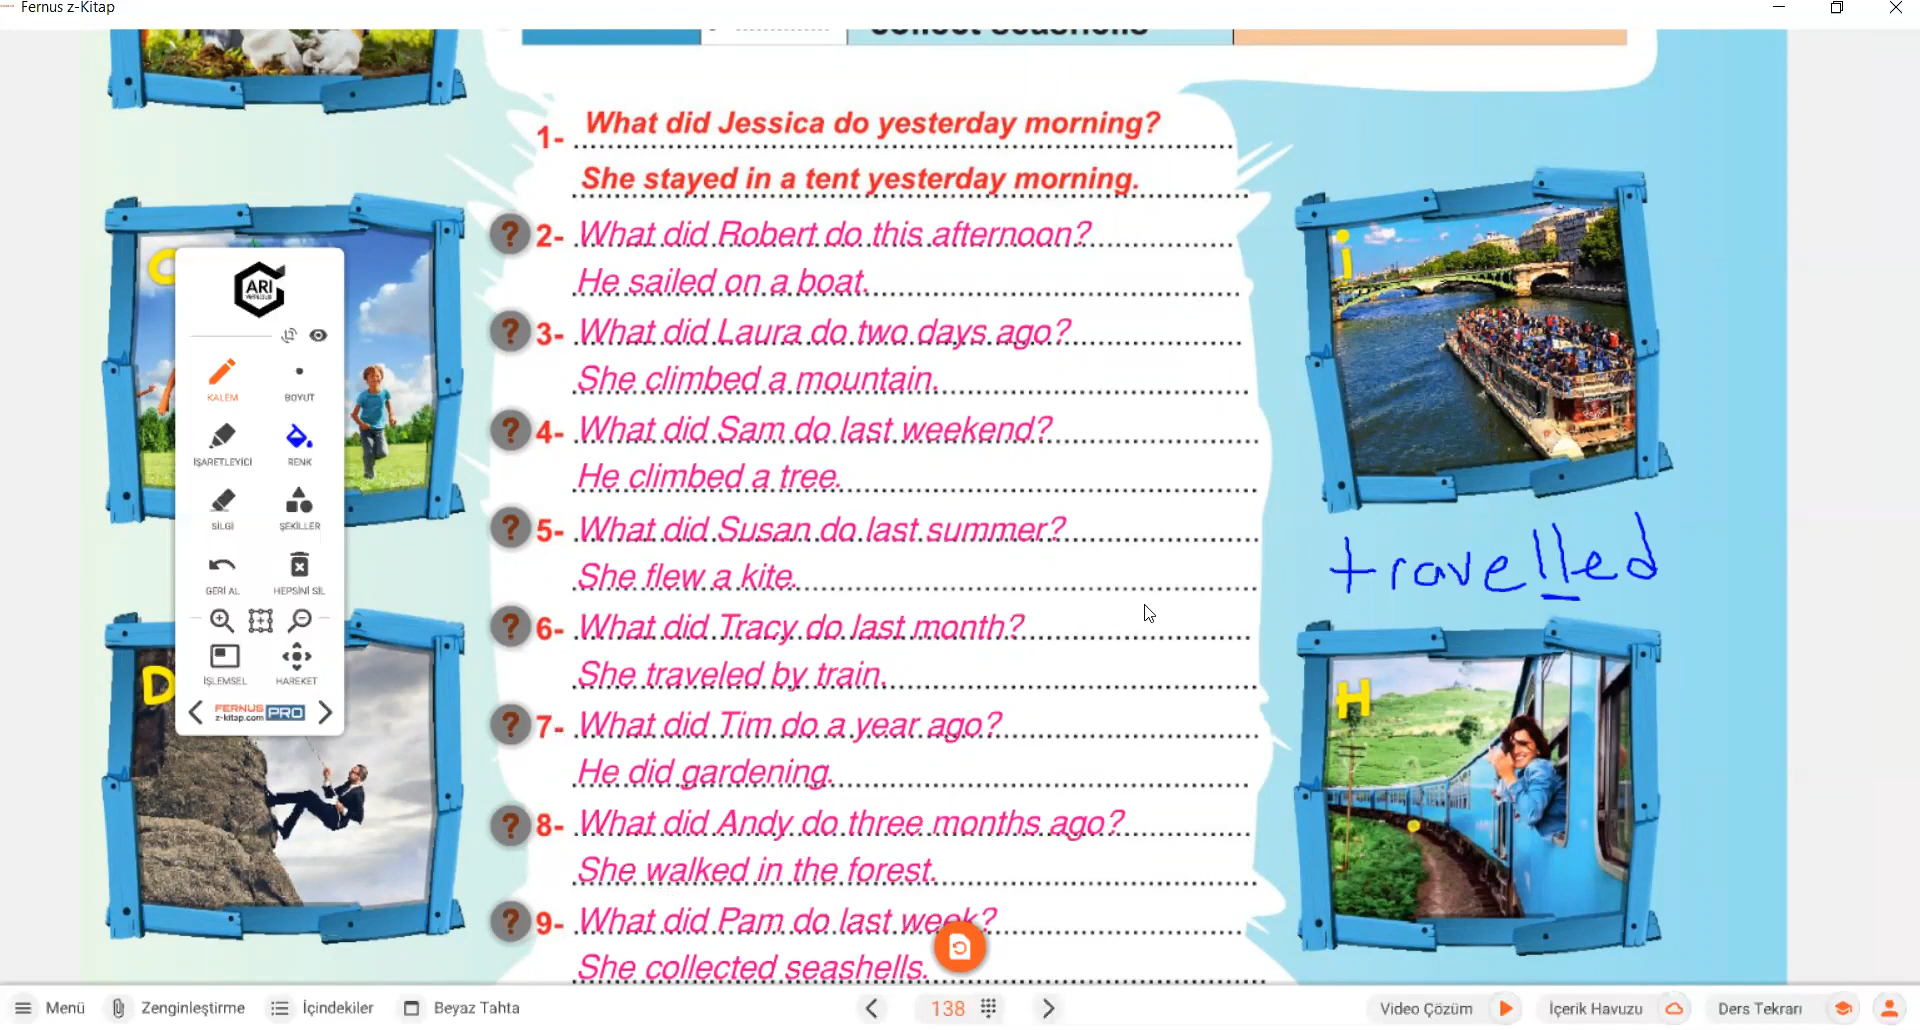 Fernus z-Kitap
collect seashells
1- What did Jessica do yesterday morning?
She stayed in a tent yesterday morning.
? 2- What did Robert do this afternoon?
He sailed on a boat.
? 3- What did Laura do two days ago?
She climbed a mountain.
? 4- What did Sam do last weekend?
He climbed a tree.
? 5- What did Susan do last summer?
She flew a kite.
? 6- What did Tracy do last month?
She traveled by train.
? 7- What did Tim do a year ago?
He did gardening.
? 8- What did Andy do three months ago?
She walked in the forest.
? 9- What did Pam do last week?
She collected seashells.
D
ARI
KALEM
BOYUT
İŞARETLEYİCİ
RENK
SİLGİ
ŞEKİLLER
GERİ AL
HEPSİNİ SİL
İŞLEMSEL
HAREKET
FERNUS
z-kitap.com PRO
i
travelled
H
Menü
Zenginleştirme
İçindekiler
Beyaz Tahta
138
Video Çözüm
İçerik Havuzu
Ders Tekrarı